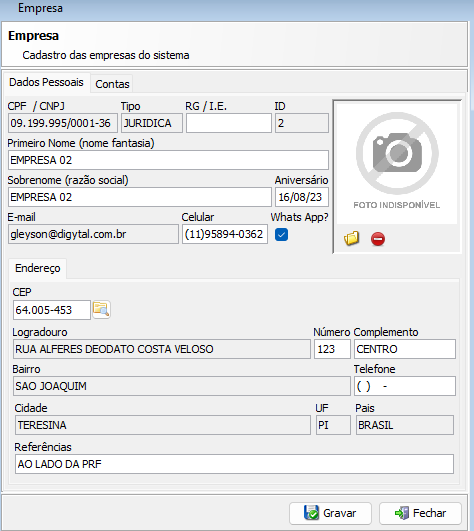 Empresa
Empresa
Cadastro das empresas do sistema
Dados Pessoais Contas
CPF / CNPJ Tipo RG / I.E. ID
09.199.995/0001-36 JURIDICA 2
Primeiro Nome (nome fantasia)
EMPRESA 02
Sobrenome (razão social) Aniversário
EMPRESA 02 16/08/23
E-mail Celular Whats App?
gleyson@digytal.com.br (11)95894-0362
FOTO INDISPONÍVEL
Endereço
CEP
64.005-453
Logradouro Número Complemento
RUA ALFERES DEODATO COSTA VELOSO 123 CENTRO
Bairro Telefone
SAO JOAQUIM ( ) -
Cidade UF Pais
TERESINA PI BRASIL
Referências
AO LADO DA PRF
Gravar Fechar